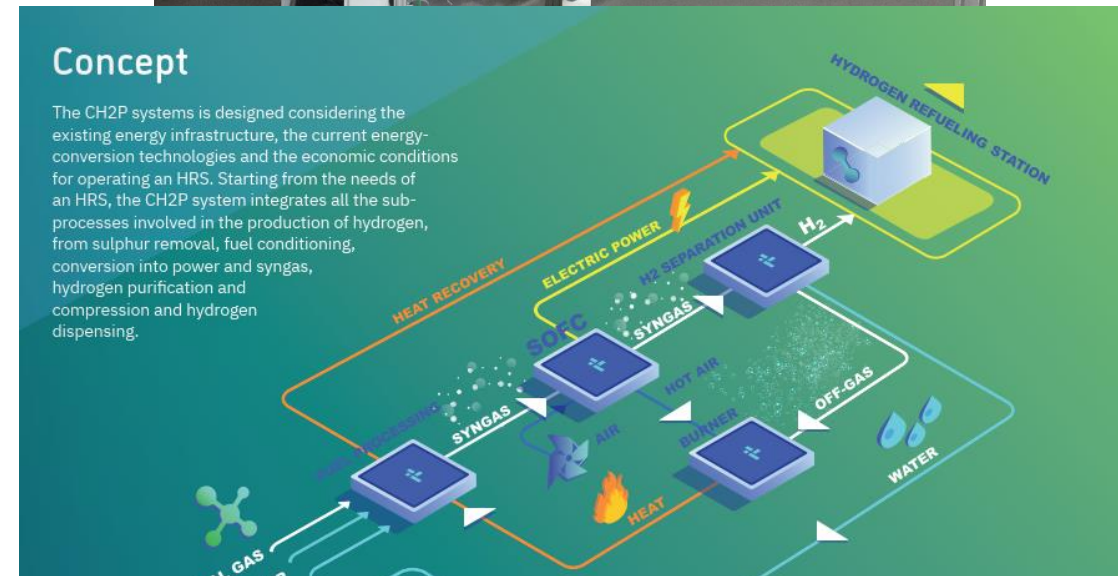 Concept
The CH2P systems is designed considering the
existing energy infrastructure, the current energy-
conversion technologies and the economic conditions
for operating an HRS. Starting from the needs of
an HRS, the CH2P system integrates all the sub-
processes involved in the production of hydrogen,
from sulphur removal, fuel conditioning,
conversion into power and syngas,
hydrogen purification and
compression and hydrogen
dispensing.
HYDROGEN REFUELING STATION
H2 SEPARATION UNIT
H₂
ELECTRIC POWER
HEAT RECOVERY
SOFC
SYNGAS
HOT AIR
OFF-GAS
PROCESSING
SYNGAS
AIR
BURNER
WATER
HEAT
GAS